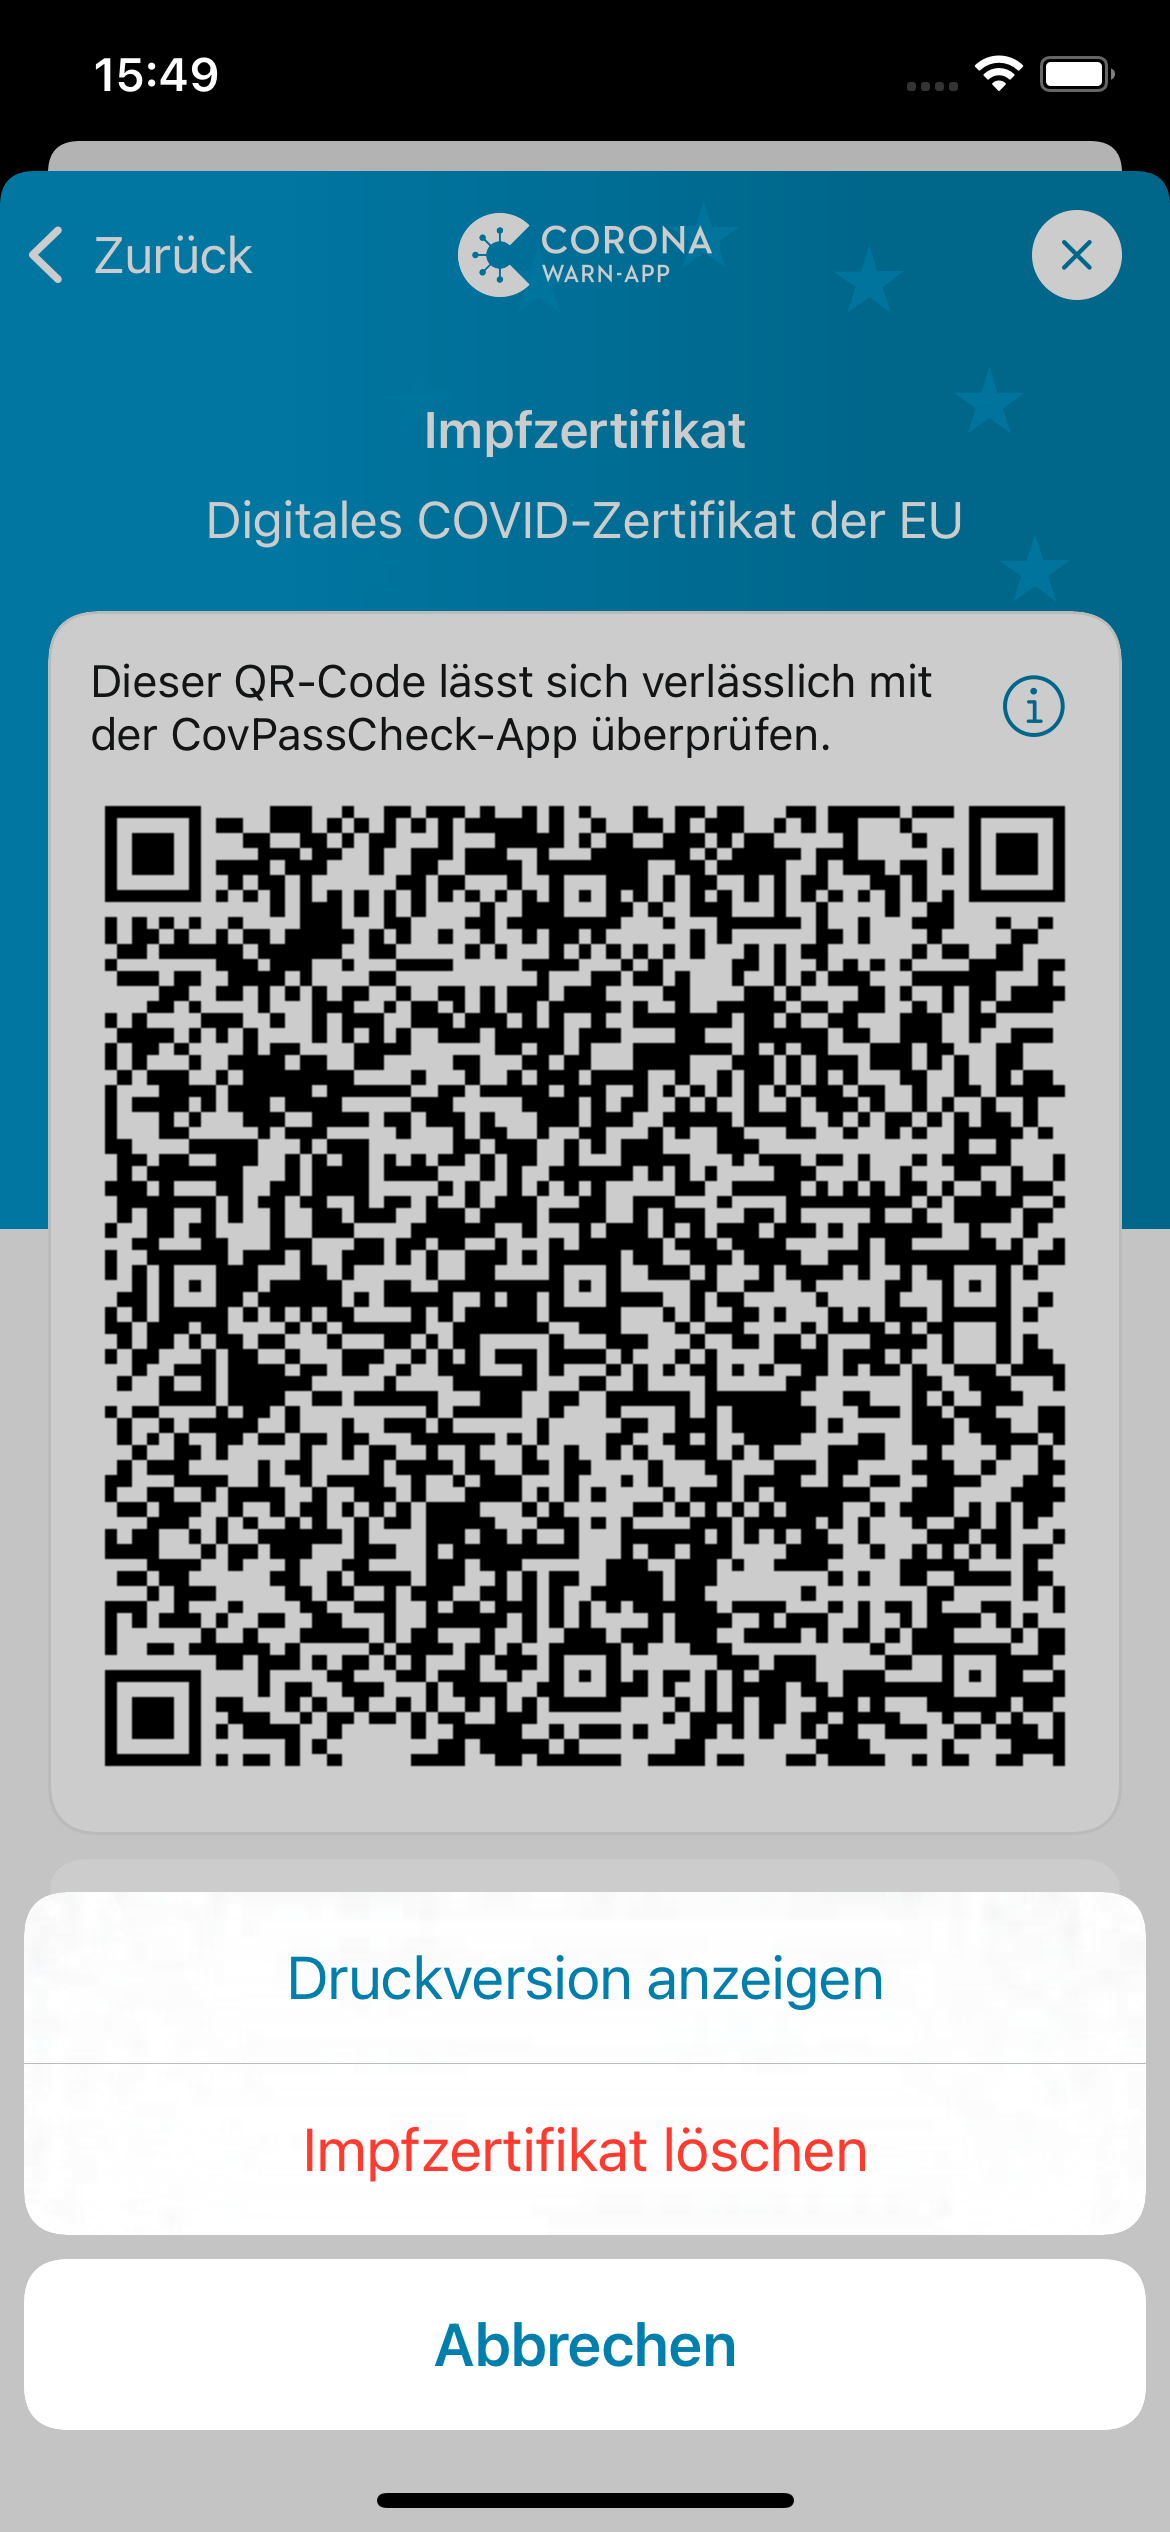 15:49
Zurück
CORONA
WARN-APP
Impfzertifikat
Digitales COVID-Zertifikat der EU
Dieser QR-Code lässt sich verlässlich mit
der CovPassCheck-App überprüfen.
Druckversion anzeigen
Impfzertifikat löschen
Abbrechen